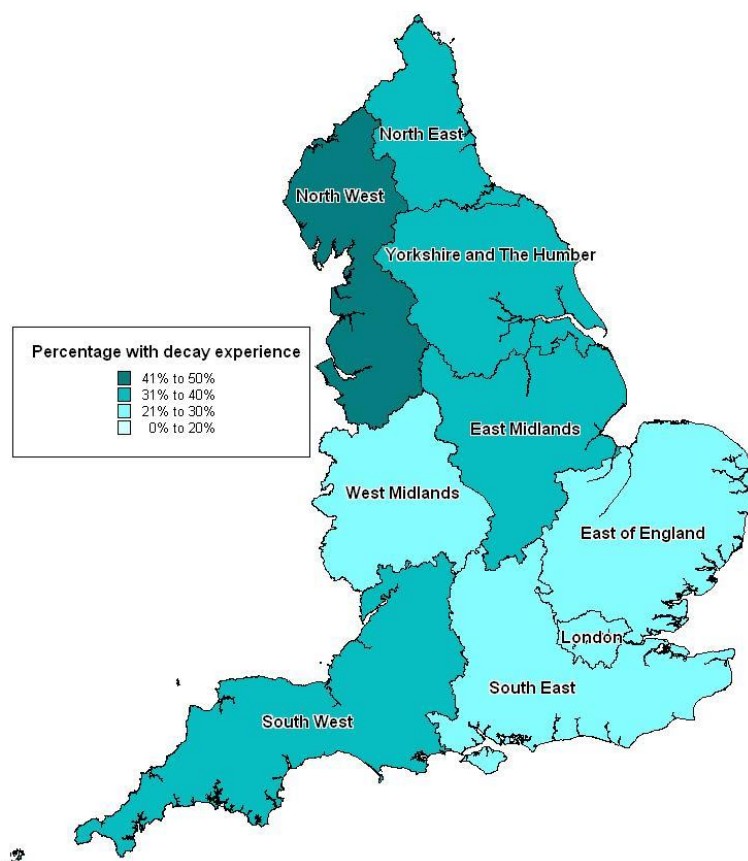 North East
North West
Yorkshire and The Humber
Percentage with decay experience
41% to 50%
31% to 40%
21% to 30%
0% to 20%
East Midlands
West Midlands
East of England
London
South East
South West